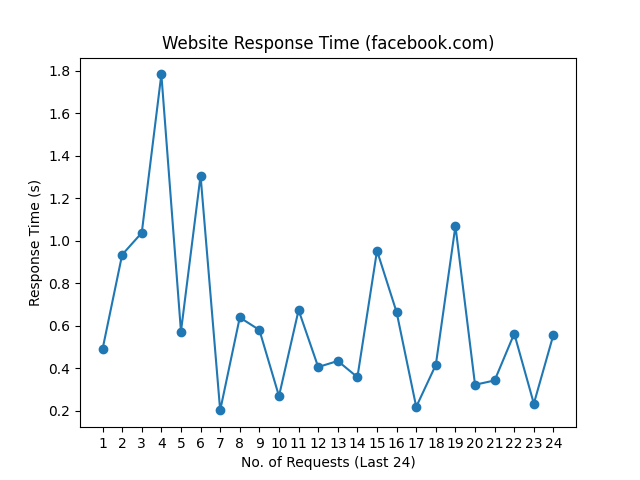 Website Response Time (facebook.com)
1.8
1.6
1.4
1.2
1.0
0.8
0.6
0.4
0.2
Response Time (s)
1 2 3 4 5 6 7 8 9 10 11 12 13 14 15 16 17 18 19 20 21 22 23 24
No. of Requests (Last 24)